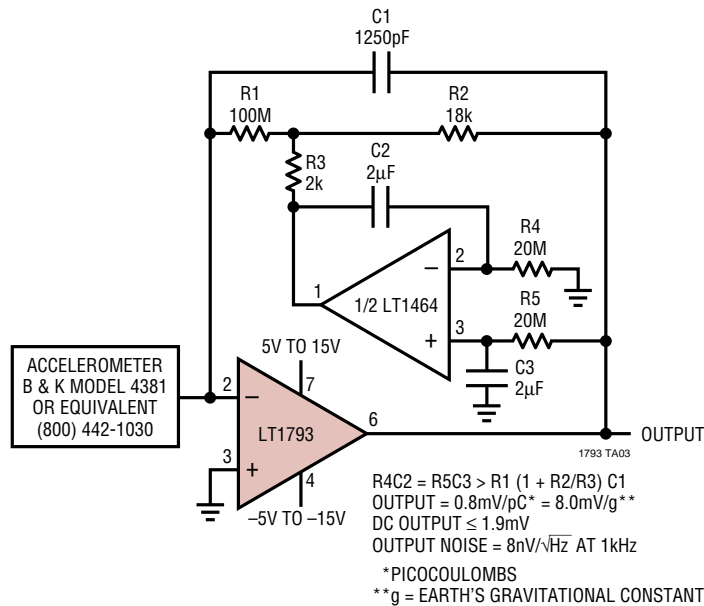 C1
1250pF
R1
100M
R2
18k
R3
2k
C2
2µF
2
R4
20M
1
–
1/2 LT1464
+
3
R5
20M
C3
2µF
ACCELEROMETER
B & K MODEL 4381
OR EQUIVALENT
(800) 442-1030
5V TO 15V
2
–
7
LT1793
6
OUTPUT
1793 TA03
3
+
4
–5V TO –15V
R4C2 = R5C3 > R1 (1 + R2/R3) C1
OUTPUT = 0.8mV/pC* = 8.0mV/g**
DC OUTPUT ≤ 1.9mV
OUTPUT NOISE = 8nV/√Hz AT 1kHz
*PICOCOULOMBS
**g = EARTH'S GRAVITATIONAL CONSTANT